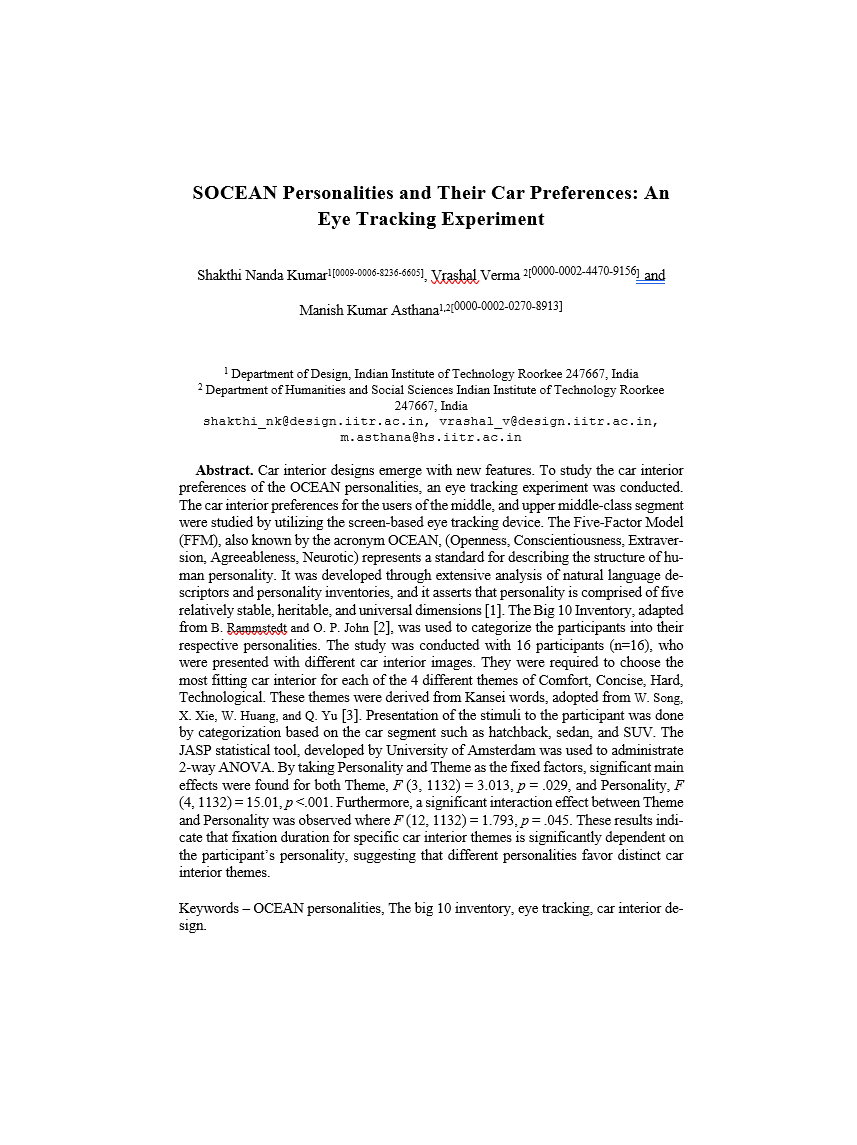 SOCEAN Personalities and Their Car Preferences: An
Eye Tracking Experiment
Shakthi Nanda Kumar1[0009-0006-8236-6605], Vrashal Verma 2[0000-0002-4470-9156] and
Manish Kumar Asthana1,2[0000-0002-0270-8913]
1 Department of Design, Indian Institute of Technology Roorkee 247667, India
2 Department of Humanities and Social Sciences Indian Institute of Technology Roorkee
247667, India
shakthi_nk@design.iitr.ac.in, vrashal_v@design.iitr.ac.in,
m.asthana@hs.iitr.ac.in
Abstract. Car interior designs emerge with new features. To study the car interior
preferences of the OCEAN personalities, an eye tracking experiment was conducted.
The car interior preferences for the users of the middle, and upper middle-class segment
were studied by utilizing the screen-based eye tracking device. The Five-Factor Model
(FFM), also known by the acronym OCEAN, (Openness, Conscientiousness, Extraver-
sion, Agreeableness, Neurotic) represents a standard for describing the structure of hu-
man personality. It was developed through extensive analysis of natural language de-
scriptors and personality inventories, and it asserts that personality is comprised of five
relatively stable, heritable, and universal dimensions [1]. The Big 10 Inventory, adapted
from B. Rammstedt and O. P. John [2], was used to categorize the participants into their
respective personalities. The study was conducted with 16 participants (n=16), who
were presented with different car interior images. They were required to choose the
most fitting car interior for each of the 4 different themes of Comfort, Concise, Hard,
Technological. These themes were derived from Kansei words, adopted from W. Song,
X. Xie, W. Huang, and Q. Yu [3]. Presentation of the stimuli to the participant was done
by categorization based on the car segment such as hatchback, sedan, and SUV. The
JASP statistical tool, developed by University of Amsterdam was used to administrate
2-way ANOVA. By taking Personality and Theme as the fixed factors, significant main
effects were found for both Theme, F (3, 1132) = 3.013, p = .029, and Personality, F
(4, 1132) = 15.01, p <.001. Furthermore, a significant interaction effect between Theme
and Personality was observed where F (12, 1132) = 1.793, p = .045. These results indi-
cate that fixation duration for specific car interior themes is significantly dependent on
the participant's personality, suggesting that different personalities favor distinct car
interior themes.
Keywords – OCEAN personalities, The big 10 inventory, eye tracking, car interior de-
sign.